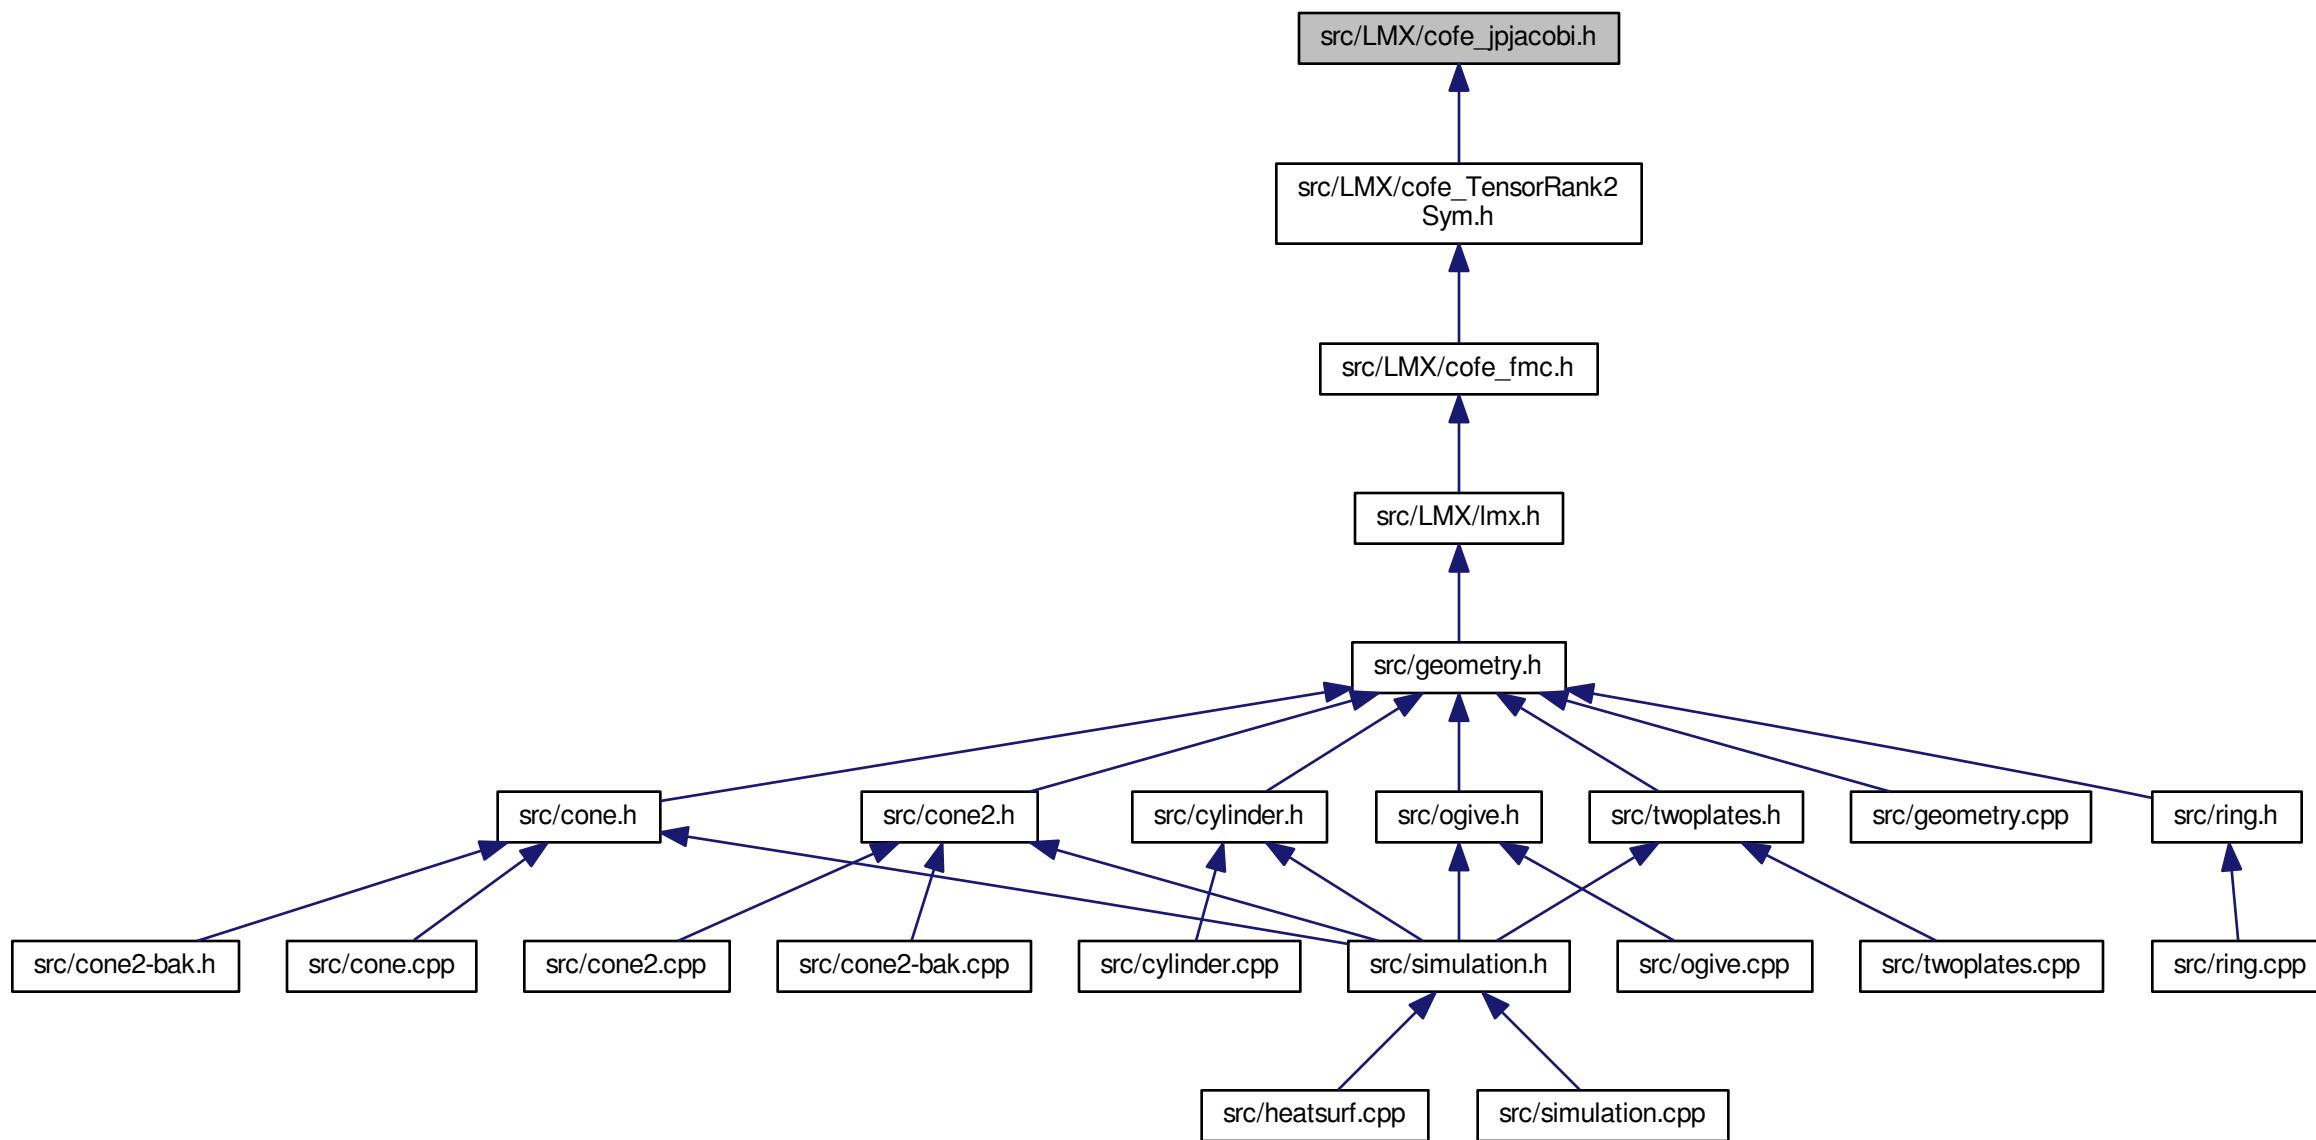 src/LMX/cofe_jpjacobi.h
src/LMX/cofe_TensorRank2
Sym.h
src/LMX/cofe_fmc.h
src/LMX/lmx.h
src/geometry.h
src/cone.h
src/cone2.h
src/cylinder.h
src/ogive.h
src/twoplates.h
src/geometry.cpp
src/ring.h
src/cone2-bak.h
src/cone.cpp
src/cone2.cpp
src/cone2-bak.cpp
src/cylinder.cpp
src/simulation.h
src/ogive.cpp
src/twoplates.cpp
src/ring.cpp
src/heatsurf.cpp
src/simulation.cpp